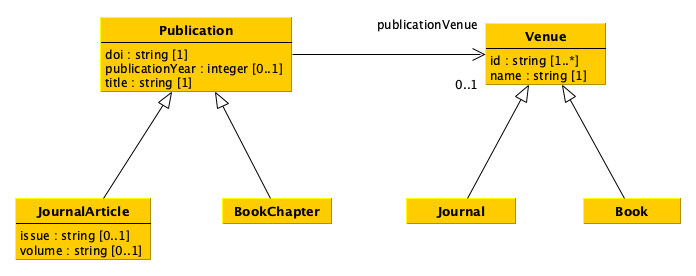 Publication
doi : string [1]
publicationYear : integer [0..1]
title : string [1]
publicationVenue
0..1
Venue
id : string [1..*]
name : string [1]
JournalArticle
issue : string [0..1]
volume : string [0..1]
BookChapter
Journal
Book